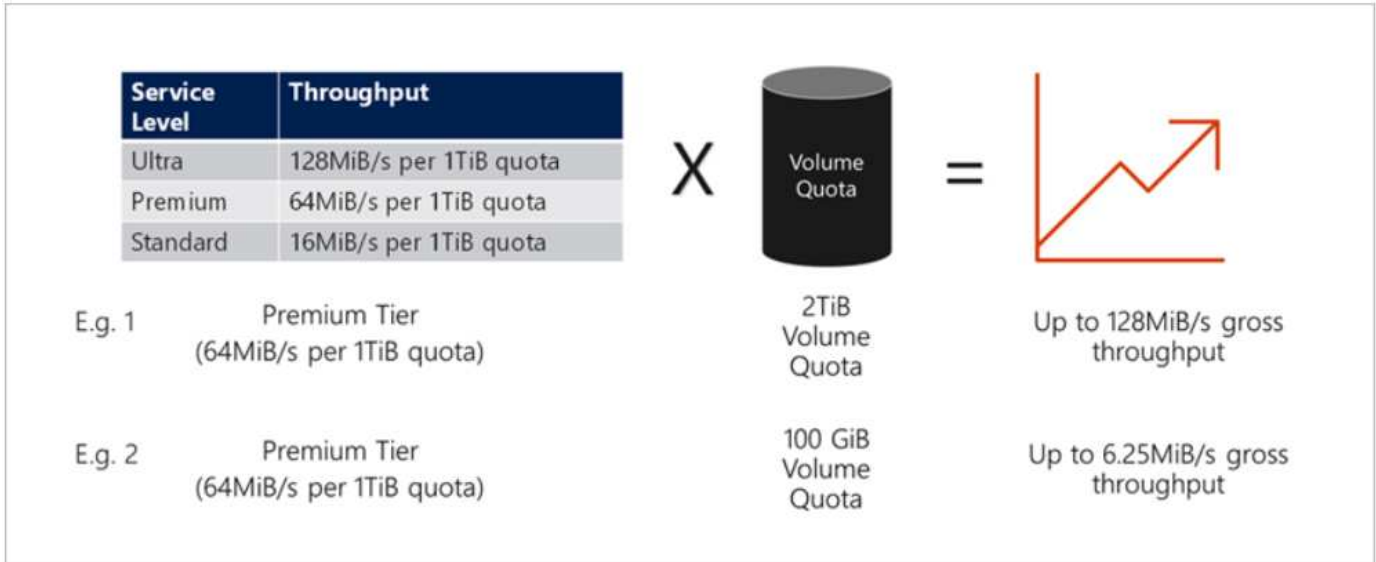 Service Level Throughput
Ultra 128MiB/s per 1TiB quota
Premium 64MiB/s per 1TiB quota
Standard 16MiB/s per 1TiB quota
X
Volume
Quota
=
E.g. 1
Premium Tier
(64MiB/s per 1TiB quota)
2TiB
Volume
Quota
Up to 128MiB/s gross
throughput
E.g. 2
Premium Tier
(64MiB/s per 1TiB quota)
100 GiB
Volume
Quota
Up to 6.25MiB/s gross
throughput